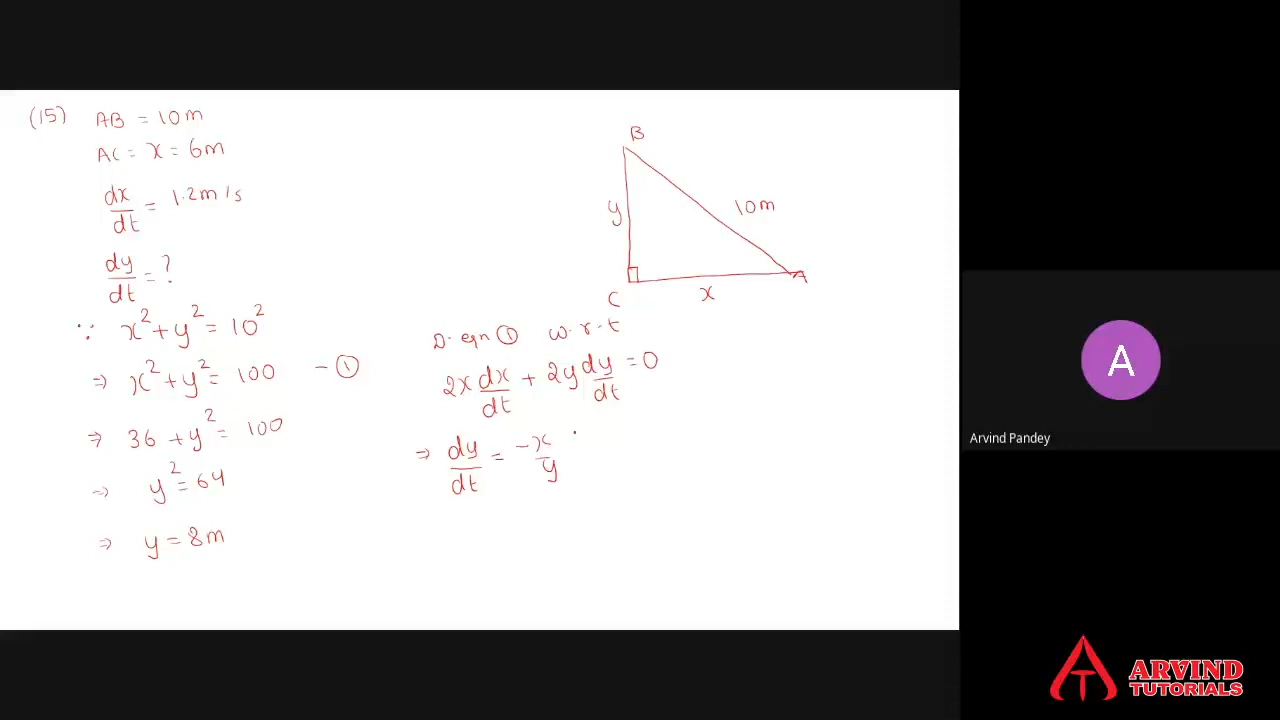 (15) AB = 10m
AC = x = 6m
dx/dt = 1.2m/s
dy/dt = ?
∵ x² + y² = 10²
⇒ x² + y² = 100 - ①
⇒ 36 + y² = 100
⇒ y² = 64
⇒ y = 8m
B
y
10m
C
x
A
D. eqn ① w.r.t
2x dx/dt + 2y dy/dt = 0
⇒ dy/dt = -x/y
A
Arvind Pandey
ARVIND
TUTORIALS